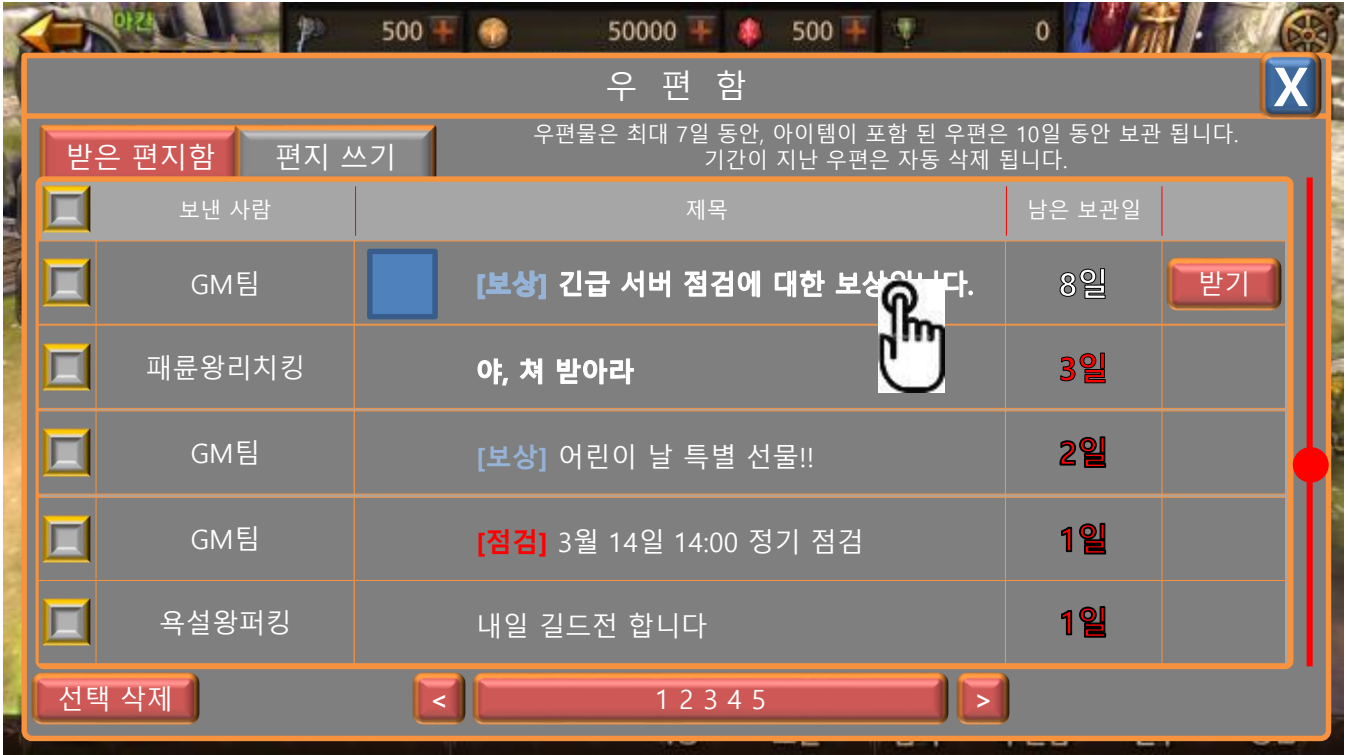 야간
500 + 50000 + 500 + 0
우 편 함
X
받은 편지함 편지 쓰기
우편물은 최대 7일 동안, 아이템이 포함 된 우편은 10일 동안 보관 됩니다.
기간이 지난 우편은 자동 삭제 됩니다.
보낸 사람 제목 남은 보관일
GM팀 [보상] 긴급 서버 점검에 대한 8일 받기
패륜왕리치킹 야, 쳐 받아라 3일
GM팀 [보상] 어린이 날 특별 선물!! 2일
GM팀 [점검] 3월 14일 14:00 정기 점검 1일
욕설왕퍼킹 내일 길드전 합니다 1일
선택 삭제 < 1 2 3 4 5 >